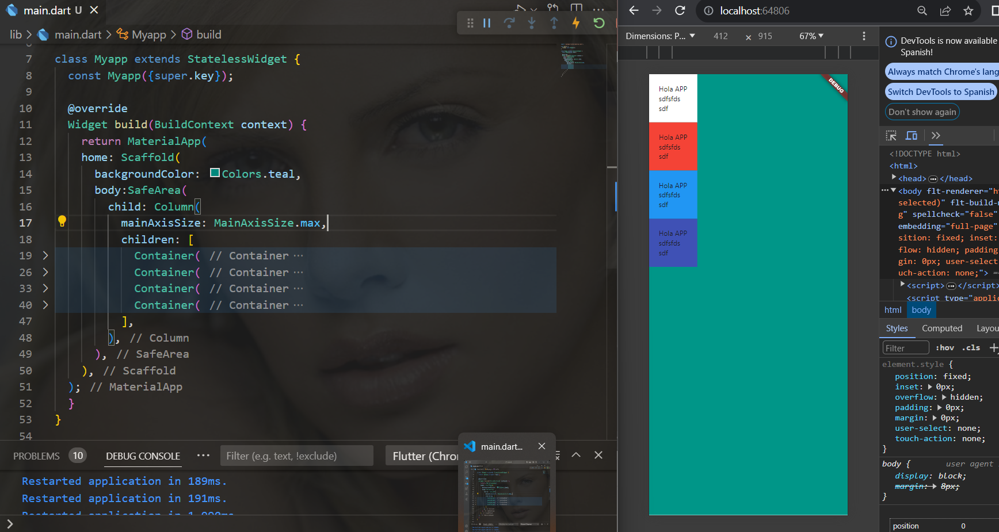 main.dart U
lib > main.dart > Myapp > build
7 class Myapp extends StatelessWidget {
8 const Myapp({super.key});
9
10 @override
11 Widget build(BuildContext context) {
12 return MaterialApp(
13 home: Scaffold(
14 backgroundColor: Colors.teal,
15 body:SafeArea(
16 child: Column(
17 mainAxisSize: MainAxisSize.max,
18 children: [
19 Container( // Container ...
26 Container( // Container ...
33 Container( // Container ...
40 Container( // Container ...
47 ],
48 ), // Column
49 ), // SafeArea
50 ), // Scaffold
51 ); // MaterialApp
52 }
53 }
54
PROBLEMS 10 DEBUG CONSOLE ... Filter (e.g. text, !exclude) Flutter (Chro
Restarted application in 189ms.
Restarted application in 191ms.
main.dart...
localhost:64806
Dimensions: P... 412 × 915 67%
Hola APP
sdfsfds
sdf
Hola APP
sdfsfds
sdf
Hola APP
sdfsfds
sdf
Hola APP
sdfsfds
sdf
DEBUG
DevTools is now available
Spanish!
Always match Chrome's lang
Switch DevTools to Spanish
Don't show again
<!DOCTYPE html>
<html>
<head> ... </head>
<body flt-renderer="h
selected)" flt-build-
g" spellcheck="false"
embedding="full-page"
sition: fixed; inset:
flow: hidden; padding
gin: 0px; user-select
uch-action: none;"> ==
<script> ... </script>
<script type="applic
html body
Styles Computed Layou
Filter :hov .cls +
element.style {
position: fixed;
inset: 0px;
overflow: hidden;
padding: 0px;
margin: 0px;
user-select: none;
touch-action: none;
}
body { user agent
display: block;
margin: 8px;
}
position 0